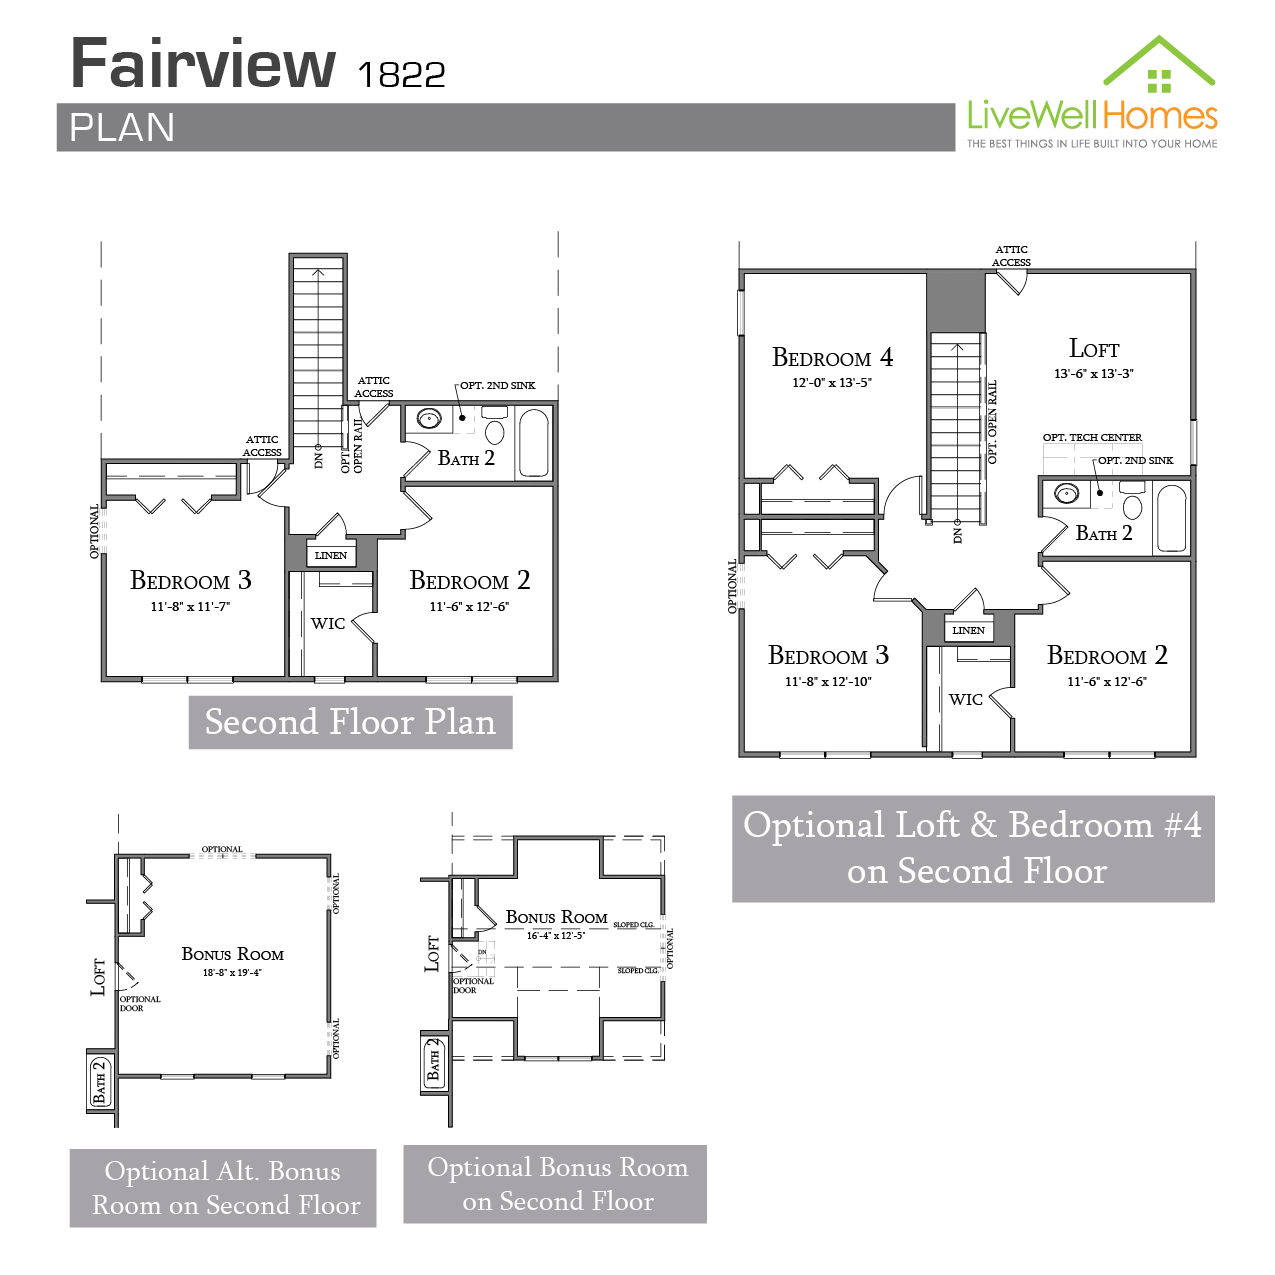 Fairview 1822
PLAN
LiveWell Homes
THE BEST THINGS IN LIFE BUILT INTO YOUR HOME
ATTIC
ACCESS
OPT. 2ND SINK
ATTIC
ACCESS
DN
OPT.
OPEN RAIL
BATH 2
OPTIONAL
LINEN
BEDROOM 3
11'-8" x 11'-7"
BEDROOM 2
11'-6" x 12'-6"
WIC
Second Floor Plan
ATTIC
ACCESS
BEDROOM 4
12'-0" x 13'-5"
LOFT
13'-6" x 13'-3"
OPT. OPEN RAIL
OPT. TECH CENTER
OPT. 2ND SINK
DN
BATH 2
OPTIONAL
LINEN
BEDROOM 3
11'-8" x 12'-10"
BEDROOM 2
11'-6" x 12'-6"
WIC
Optional Loft & Bedroom #4
on Second Floor
OPTIONAL
OPTIONAL
BONUS ROOM
18'-8" x 19'-4"
LOFT
OPTIONAL
DOOR
OPTIONAL
BATH 2
Optional Alt. Bonus
Room on Second Floor
BONUS ROOM
16'-4" x 12'-5"
SLOPED CLG.
LOFT
DN
OPTIONAL
SLOPED CLG.
OPTIONAL
DOOR
BATH 2
Optional Bonus Room
on Second Floor